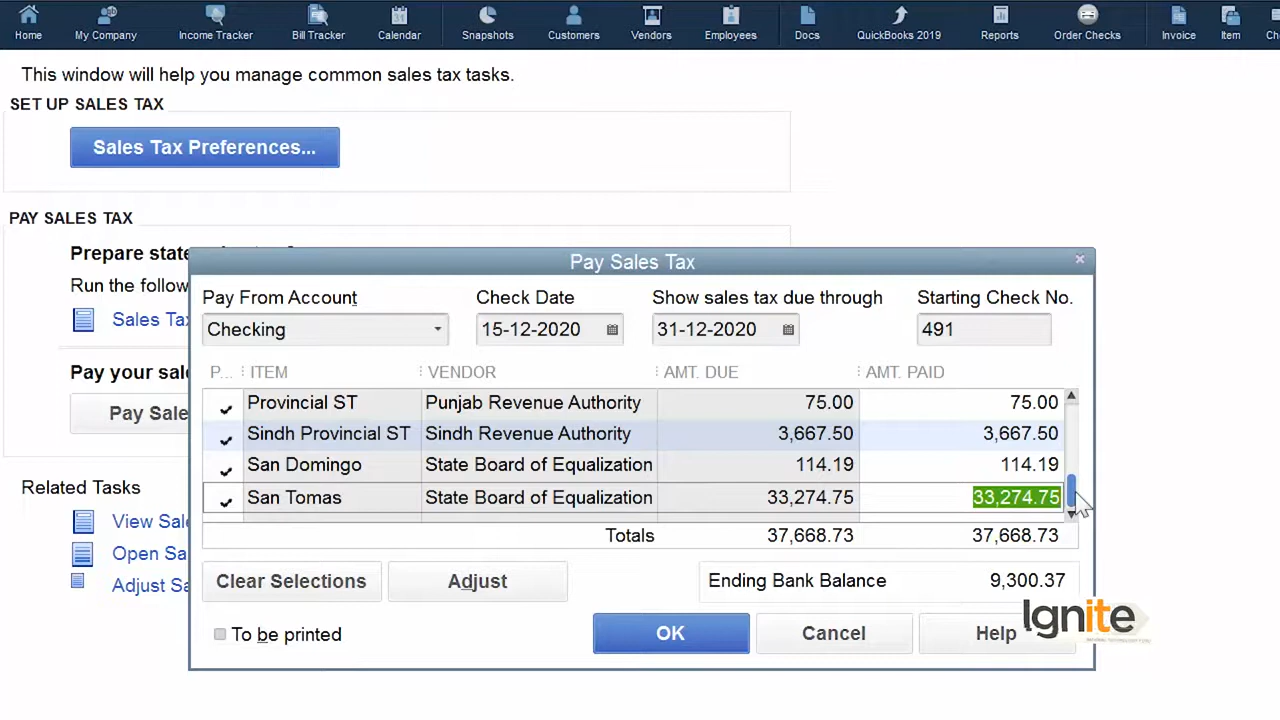 Home My Company Income Tracker Bill Tracker Calendar Snapshots Customers Vendors Employees Docs QuickBooks 2019 Reports Order Checks Invoice Item
This window will help you manage common sales tax tasks.
SET UP SALES TAX
Sales Tax Preferences...
PAY SALES TAX
Prepare state
Run the follow
Sales Ta
Pay your sal
Pay Sale
Related Tasks
View Sal
Open Sa
Adjust Sa
Pay Sales Tax
Pay From Account Check Date Show sales tax due through Starting Check No.
Checking 15-12-2020 31-12-2020 491
P... ITEM VENDOR AMT. DUE AMT. PAID
Provincial ST Punjab Revenue Authority 75.00 75.00
Sindh Provincial ST Sindh Revenue Authority 3,667.50 3,667.50
San Domingo State Board of Equalization 114.19 114.19
San Tomas State Board of Equalization 33,274.75 33,274.75
Totals 37,668.73 37,668.73
Clear Selections Adjust Ending Bank Balance 9,300.37
To be printed OK Cancel Help
Ignite